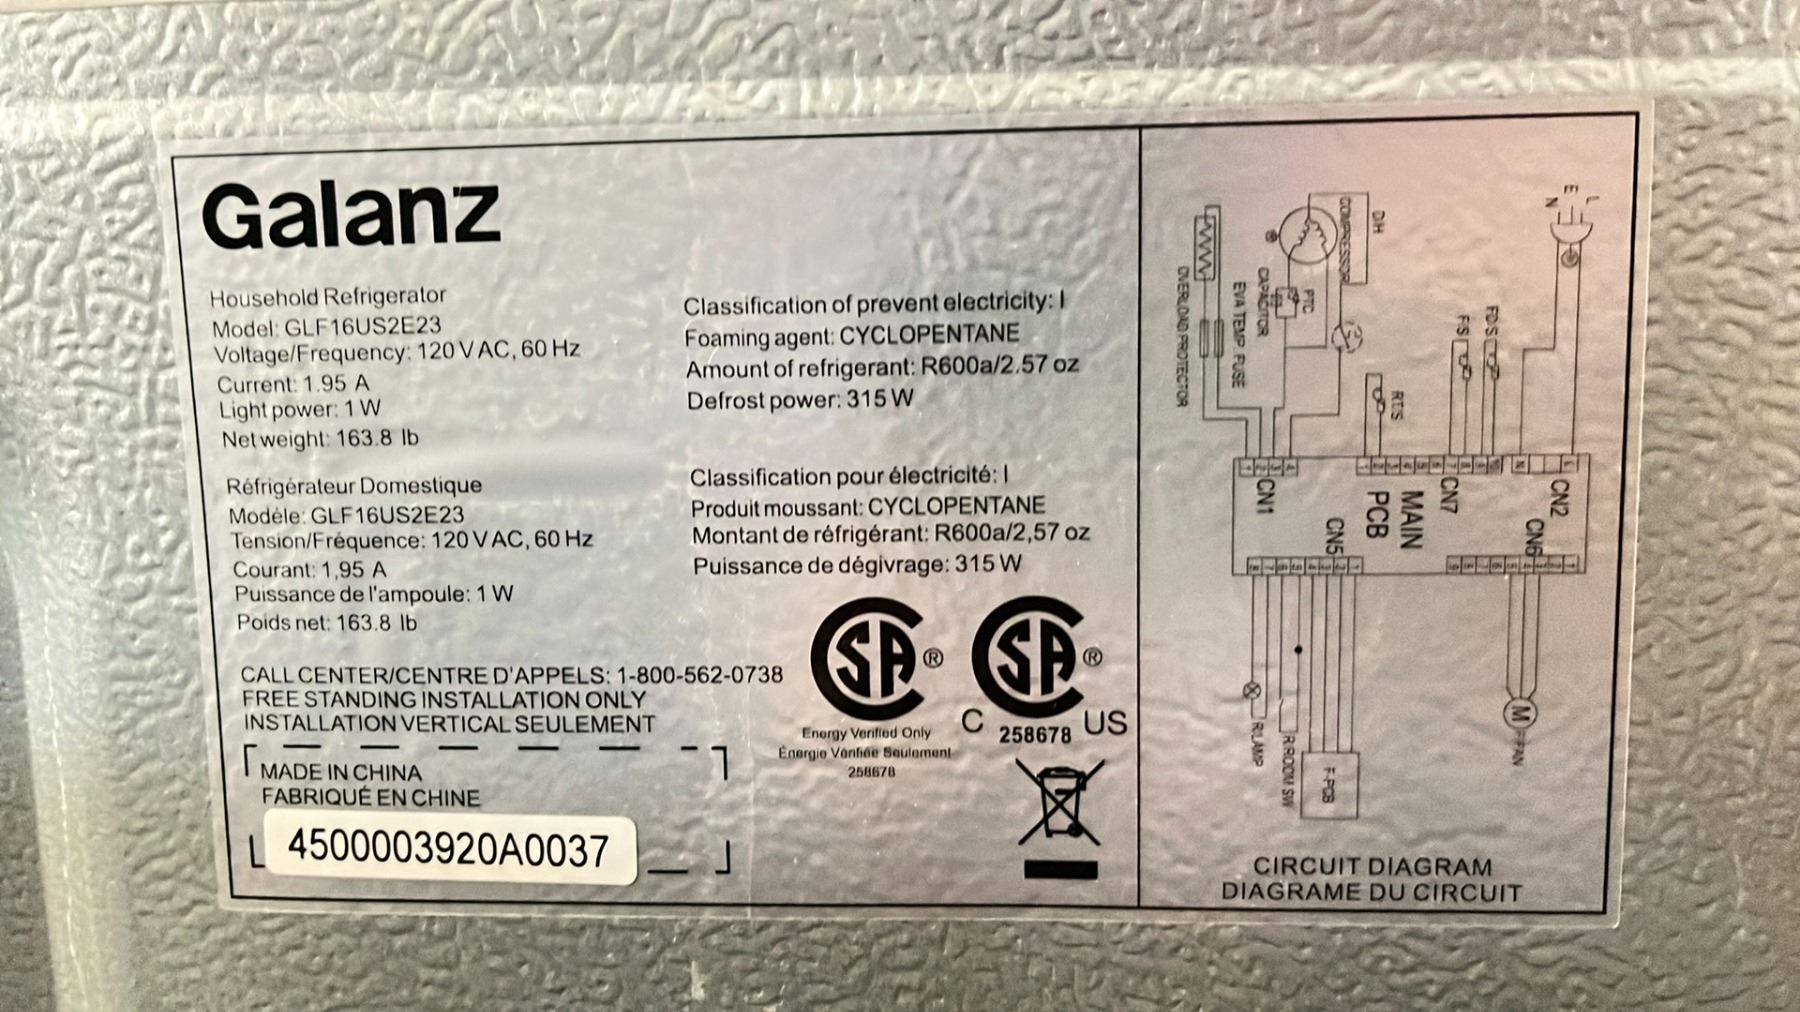 Galanz
Household Refrigerator
Model: GLF16US2E23
Voltage/Frequency: 120 V AC, 60 Hz
Current: 1.95 A
Light power: 1 W
Net weight: 163.8 lb
Classification of prevent electricity: I
Foaming agent: CYCLOPENTANE
Amount of refrigerant: R600a/2.57 oz
Defrost power: 315 W
Réfrigérateur Domestique
Modéle: GLF16US2E23
Tension/Fréquence: 120 V AC, 60 Hz
Courant: 1,95 A
Puissance de l'ampoule: 1 W
Poids net: 163.8 lb
Classification pour électricité: I
Produit moussant: CYCLOPENTANE
Montant de réfrigérant: R600a/2,57 oz
Puissance de dégivrage: 315 W
CALL CENTER/CENTRE D'APPELS: 1-800-562-0738
FREE STANDING INSTALLATION ONLY
INSTALLATION VERTICAL SEULEMENT
MADE IN CHINA
FABRIQUÉ EN CHINE
4500003920A0037
SA ®
Energy Verified Only
Énergie Vérifiée Seulement
258678
SA ®
C 258678 US
L
E
N
DH
COMPRESSOR
PTC
CAPACITOR
EVA TEMP FUSE
OVERLOAD PROTECTOR
FD S
FS
RTS
CN1
CN7
CN2
MAIN
PCB
CN5
CN6
R LAMP
R ROOM SW
F-PCB
M
F-FAN
CIRCUIT DIAGRAM
DIAGRAME DU CIRCUIT